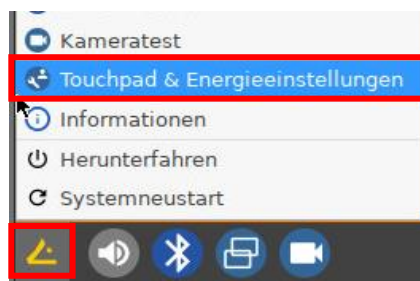 Kameratest
Touchpad & Energieeinstellungen
Informationen
Herunterfahren
Systemneustart